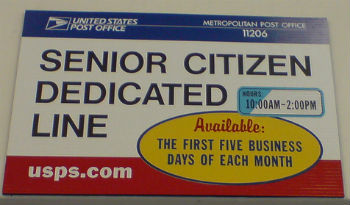 UNITED STATES
POST OFFICE
METROPOLITAN POST OFFICE
11206
SENIOR CITIZEN
DEDICATED
LINE
HOURS:
10:00AM-2:00PM
Available:
THE FIRST FIVE BUSINESS
DAYS OF EACH MONTH
usps.com